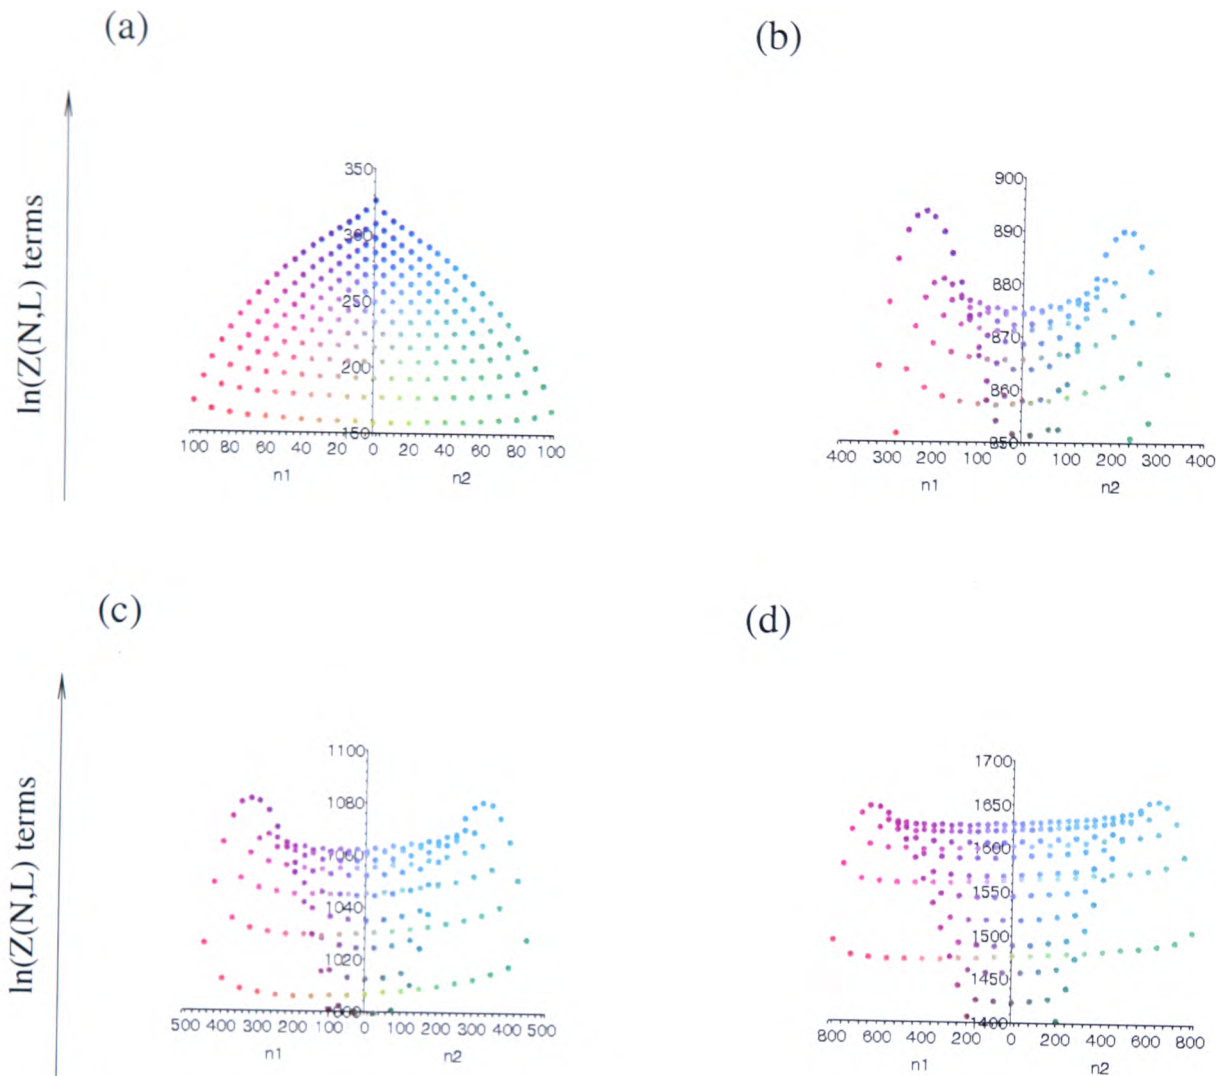 (a)
(b)
ln(Z(N,L) terms
350
300
250
200
150
100 80 60 40 20 0 20 40 60 80 100
n1 n2
900
890
880
870
860
850
400 300 200 100 0 100 200 300 400
n1 n2
(c)
(d)
ln(Z(N,L) terms
1100
1080
1060
1040
1020
1000
500 400 300 200 100 0 100 200 300 400 500
n1 n2
1700
1650
1600
1550
1500
1450
1400
800 600 400 200 0 200 400 600 800
n1 n2